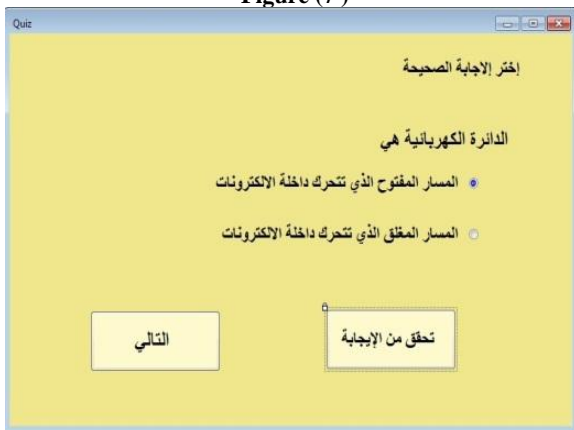 Figure (7)
Quiz
إختر إلاجابة الصحيحة
الدائرة الكهربائية هي
المسار المفتوح الذي تتحرك داخلة الالكترونات
المسار المغلق الذي تتحرك داخلة الالكترونات
تحقق من الإيجابة
التالي